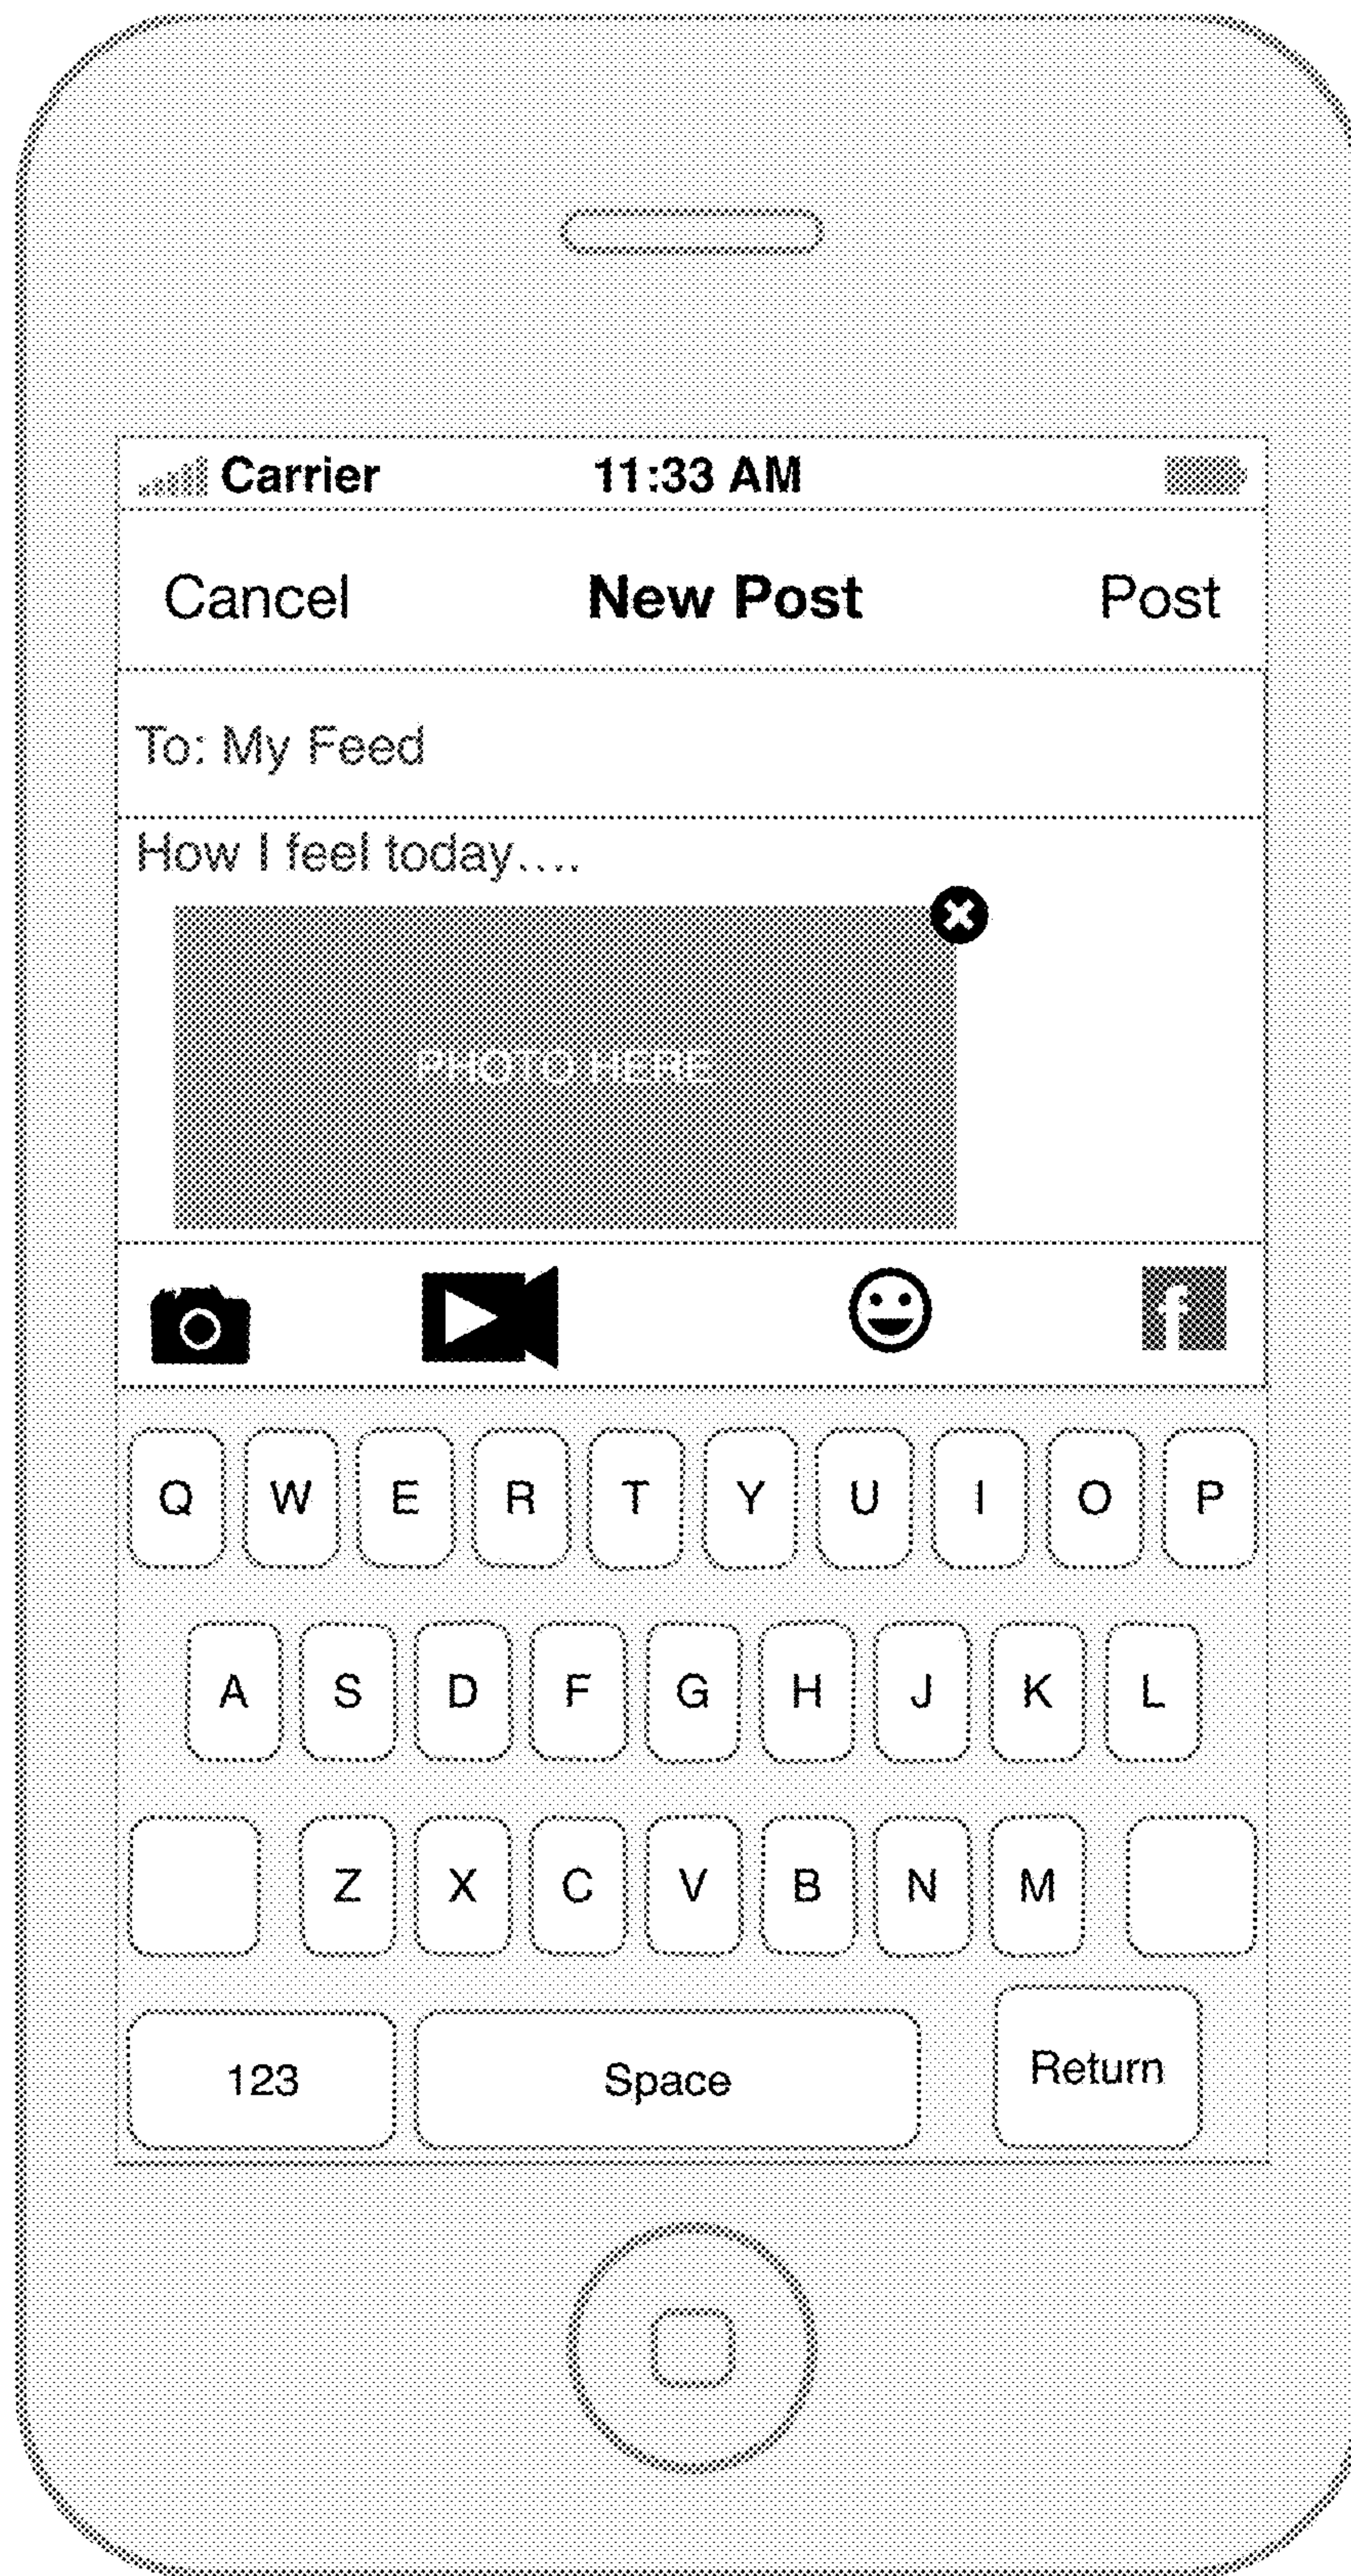 Carrier 11:33 AM
Cancel New Post Post
To: My Feed
How I feel today....
PHOTO HERE
f
Q W E R T Y U I O P
A S D F G H J K L
Z X C V B N M
123 Space Return